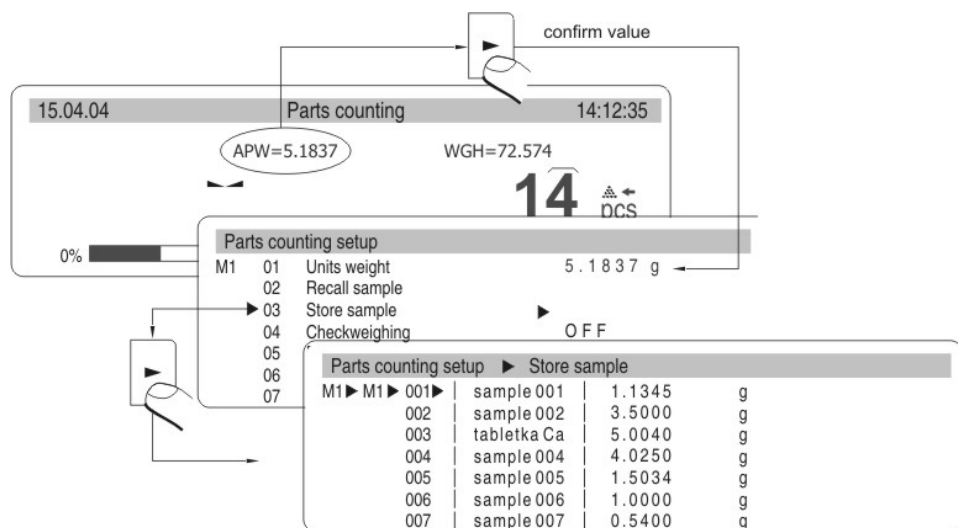 confirm value
15.04.04 Parts counting 14:12:35
APW=5.1837 WGH=72.574
14 pcs
0%
Parts counting setup
M1 01 Units weight 5.1837 g
02 Recall sample
03 Store sample
04 Checkweighing OFF
05
06
07
Parts counting setup ▶ Store sample
M1▶ M1▶ 001▶ | sample 001 | 1.1345 g
002 | sample 002 | 3.5000 g
003 | tabletka Ca | 5.0040 g
004 | sample 004 | 4.0250 g
005 | sample 005 | 1.5034 g
006 | sample 006 | 1.0000 g
007 | sample 007 | 0.5400 g